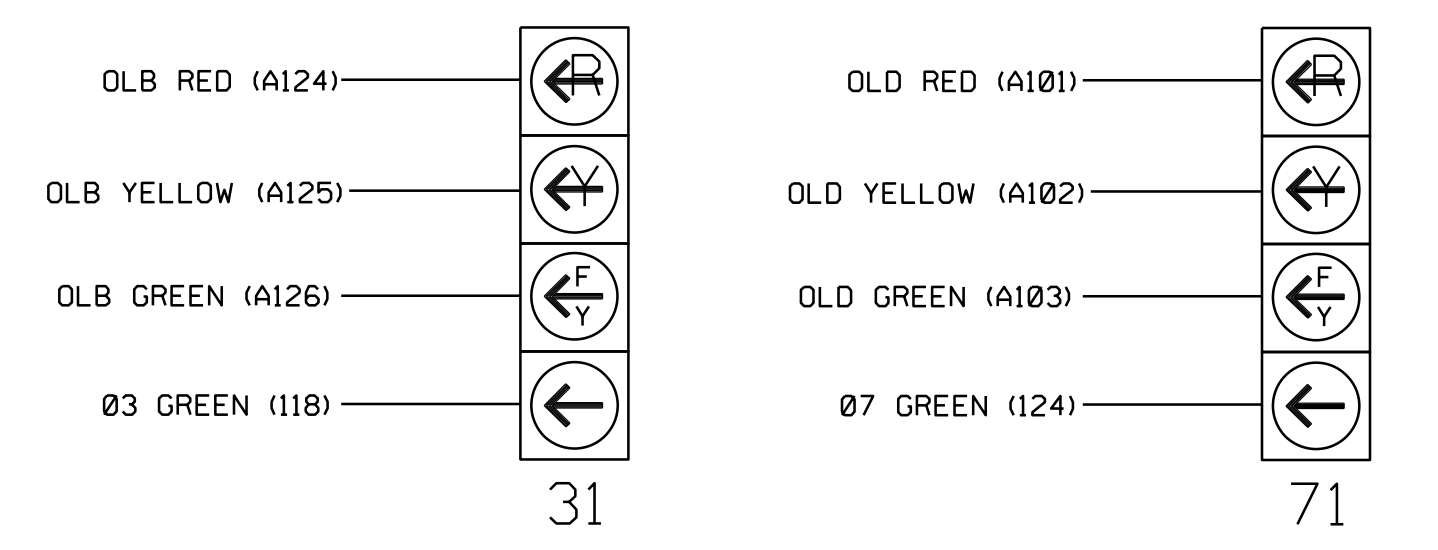 OLB RED (A124)
R
OLB YELLOW (A125)
Y
OLB GREEN (A126)
F
Y
Ø3 GREEN (118)
31
OLD RED (A1Ø1)
R
OLD YELLOW (A1Ø2)
Y
OLD GREEN (A1Ø3)
F
Y
Ø7 GREEN (124)
71